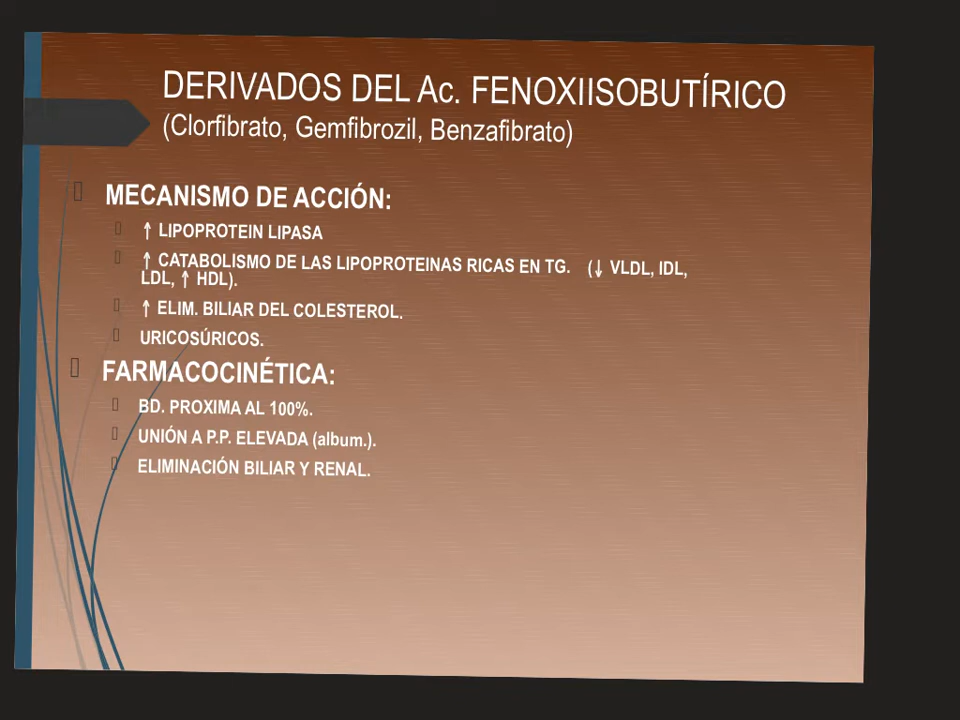 DERIVADOS DEL Ac. FENOXIISOBUTÍRICO
(Clorfibrato, Gemfibrozil, Benzafibrato)
MECANISMO DE ACCIÓN:
↑ LIPOPROTEIN LIPASA
↑ CATABOLISMO DE LAS LIPOPROTEINAS RICAS EN TG. (↓ VLDL, IDL,
LDL, ↑ HDL).
↑ ELIM. BILIAR DEL COLESTEROL.
URICOSÚRICOS.
FARMACOCINÉTICA:
BD. PROXIMA AL 100%.
UNIÓN A P.P. ELEVADA (album.).
ELIMINACIÓN BILIAR Y RENAL.